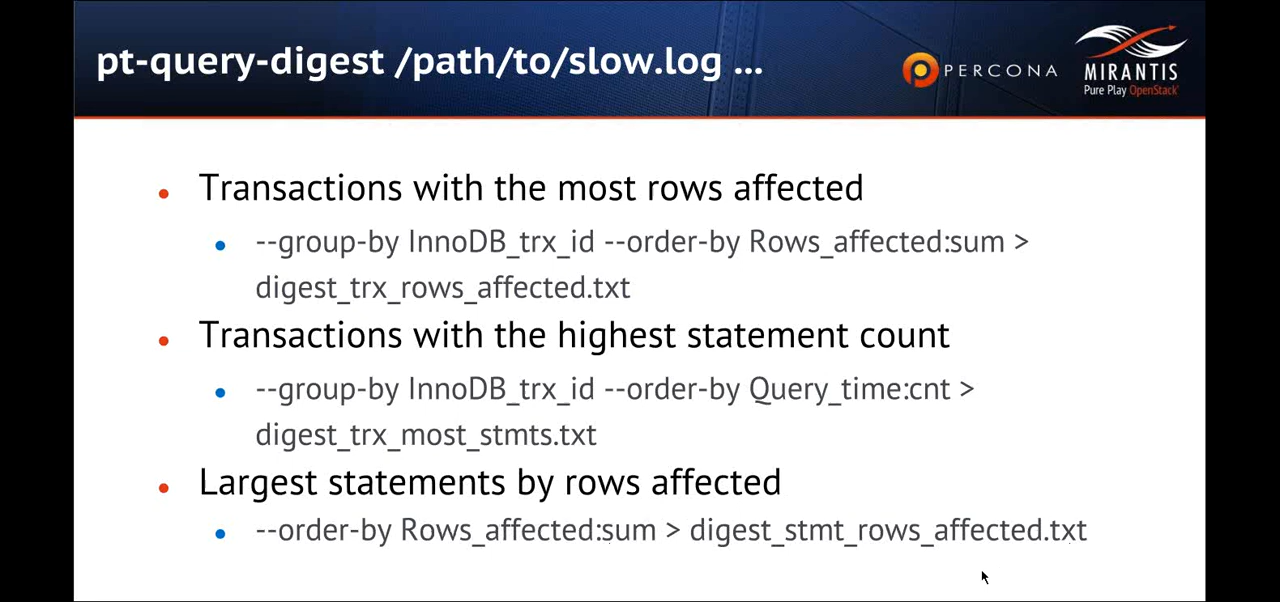 pt-query-digest /path/to/slow.log ...
PERCONA
MIRANTIS
Pure Play OpenStack
Transactions with the most rows affected
--group-by InnoDB_trx_id --order-by Rows_affected:sum >
digest_trx_rows_affected.txt
Transactions with the highest statement count
--group-by InnoDB_trx_id --order-by Query_time:cnt >
digest_trx_most_stmts.txt
Largest statements by rows affected
--order-by Rows_affected:sum > digest_stmt_rows_affected.txt